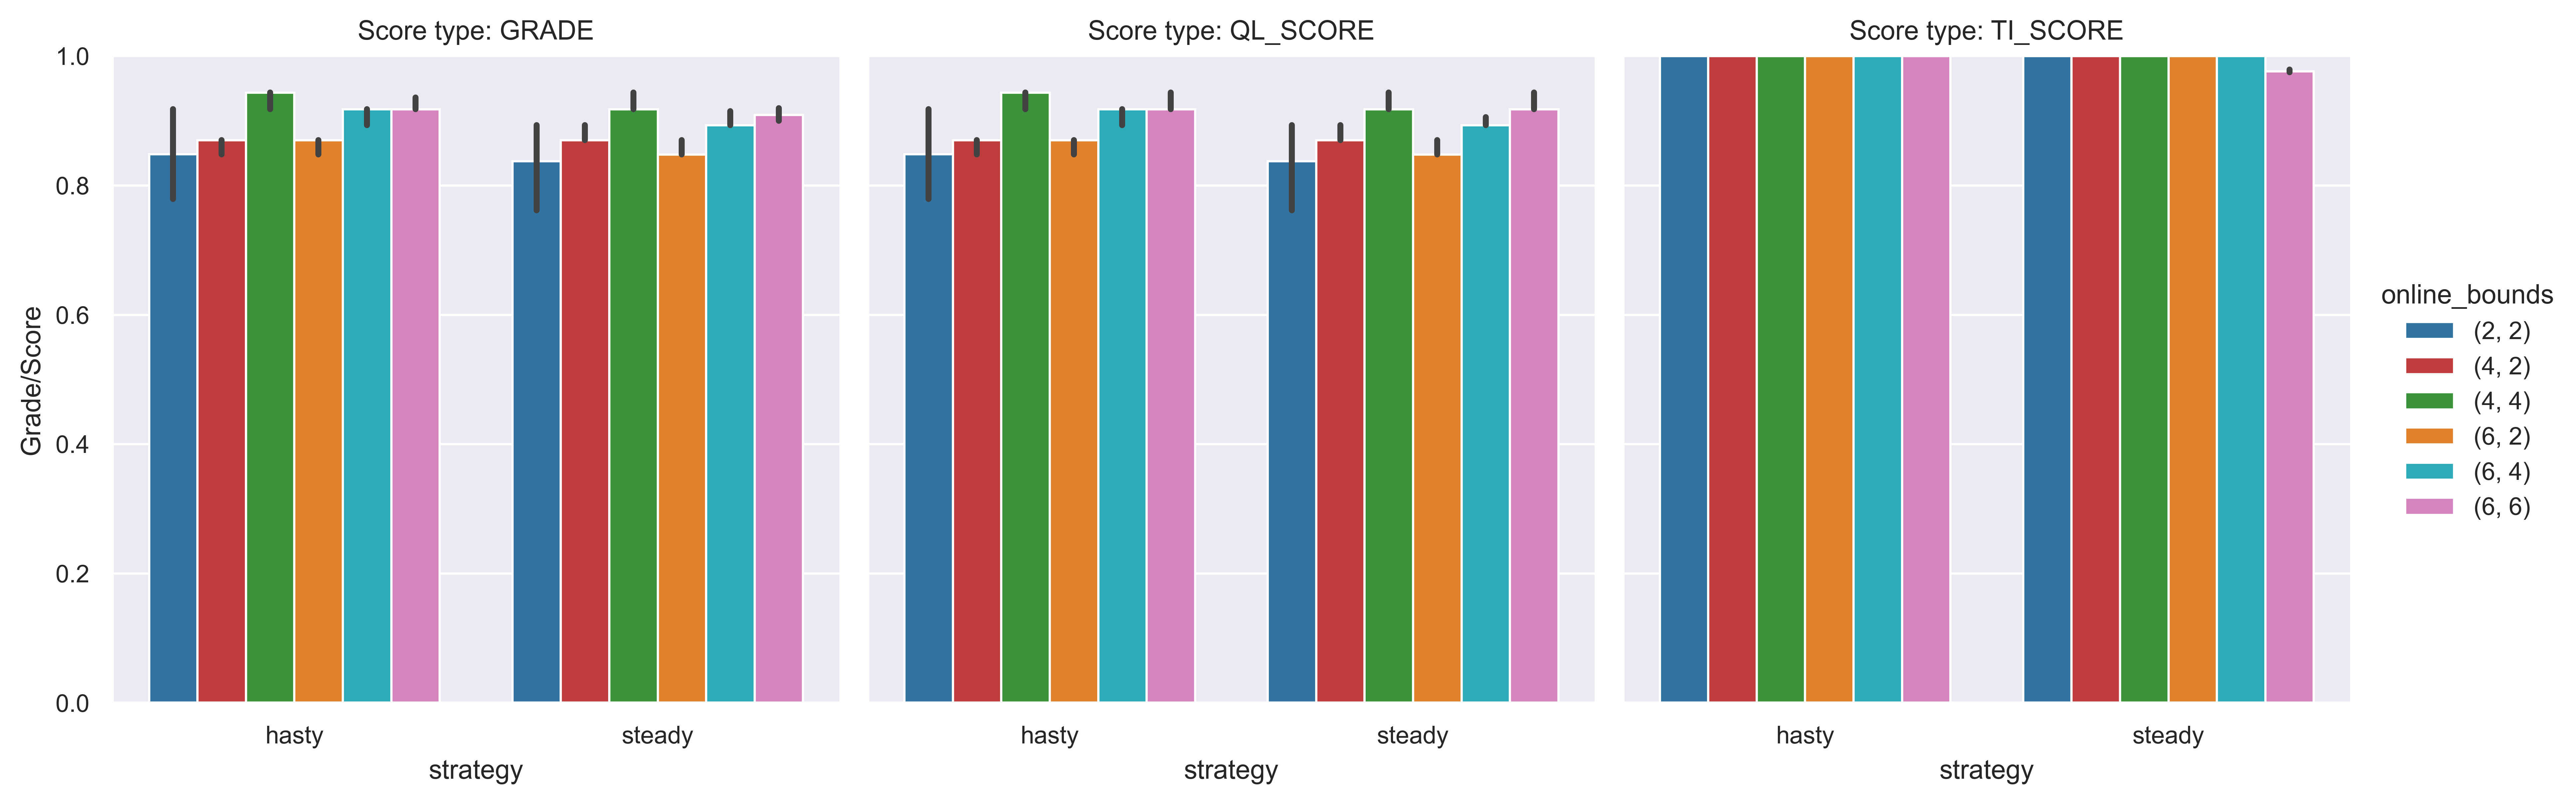 Score type: GRADE
Score type: QL_SCORE
Score type: TI_SCORE
Grade/Score
1.0
0.8
0.6
0.4
0.2
0.0
hasty
steady
strategy
hasty
steady
strategy
hasty
steady
strategy
online_bounds
(2, 2)
(4, 2)
(4, 4)
(6, 2)
(6, 4)
(6, 6)